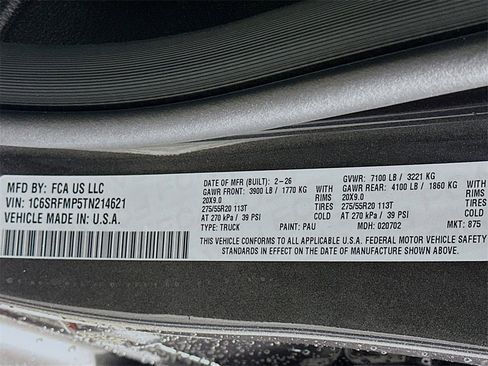 MFD BY: FCA US LLC
VIN: 1C6SRFMP5TN214621
VEHICLE MADE IN U.S.A.
DATE OF MFR (BUILT): 2-26
GAWR FRONT: 3900 LB / 1770 KG WITH
20X9.0 RIMS
275/55R20 113T TIRES
AT 270 kPa / 39 PSI
TYPE: TRUCK PAINT: PAU
GVWR: 7100 LB / 3221 KG
GAWR REAR: 4100 LB / 1860 KG WITH
20X9.0 RIMS
275/55R20 113T TIRES
AT 270 kPa / 39 PSI
MDH: 020702 MKT: 875
THIS VEHICLE CONFORMS TO ALL APPLICABLE U.S.A. FEDERAL MOTOR VEHICLE SAFETY
STANDARDS IN EFFECT ON THE DATE OF MANUFACTURE SHOWN ABOVE.